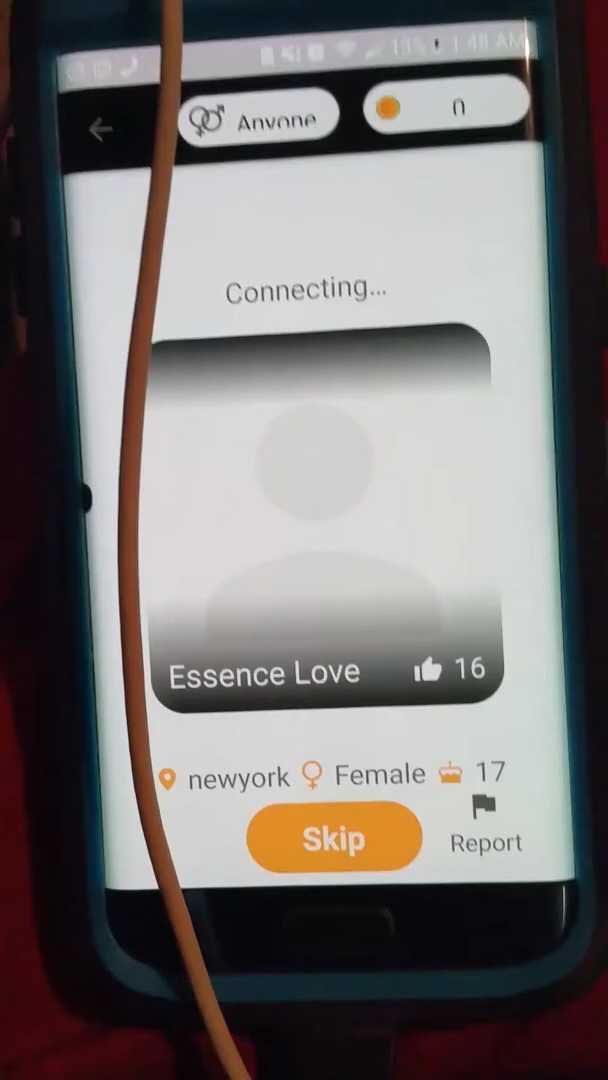 13% 1:48 AM
Anyone
0
Connecting...
Essence Love 16
newyork Female 17
Skip
Report